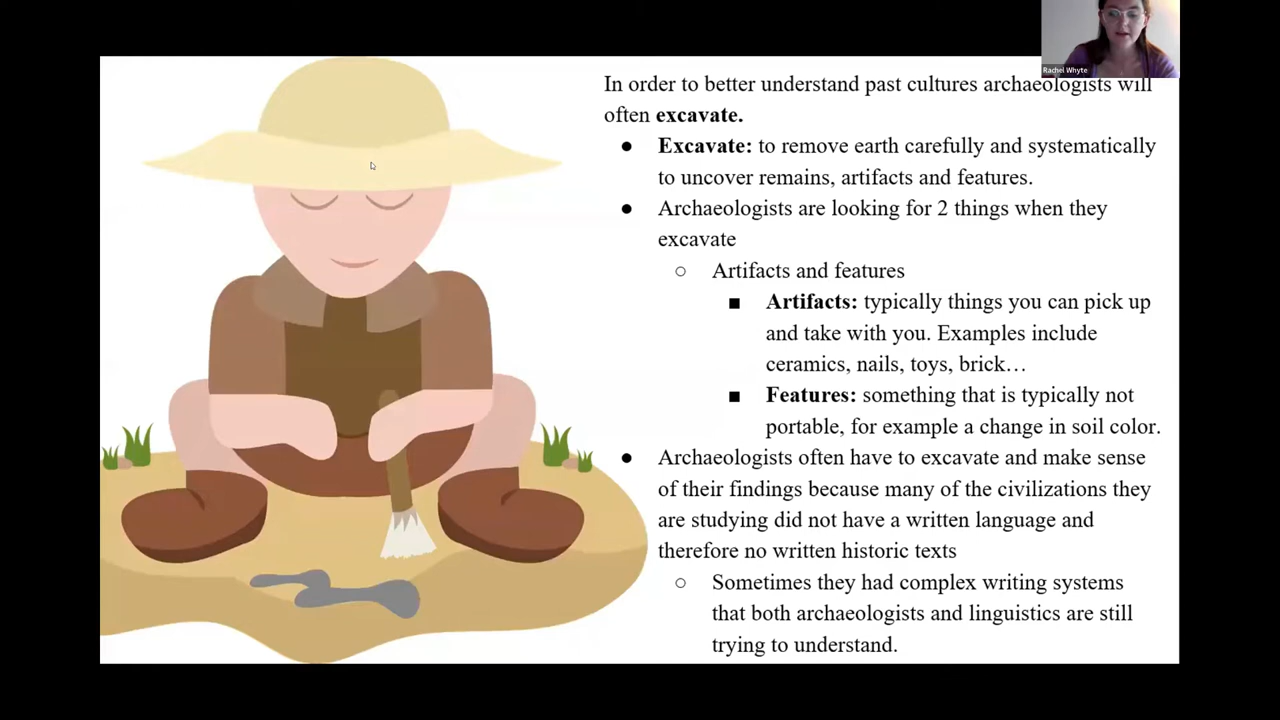 Rachel Whyte
In order to better understand past cultures archaeologists will
often excavate.
● Excavate: to remove earth carefully and systematically
to uncover remains, artifacts and features.
● Archaeologists are looking for 2 things when they
excavate
○ Artifacts and features
■ Artifacts: typically things you can pick up
and take with you. Examples include
ceramics, nails, toys, brick…
■ Features: something that is typically not
portable, for example a change in soil color.
● Archaeologists often have to excavate and make sense
of their findings because many of the civilizations they
are studying did not have a written language and
therefore no written historic texts
○ Sometimes they had complex writing systems
that both archaeologists and linguistics are still
trying to understand.